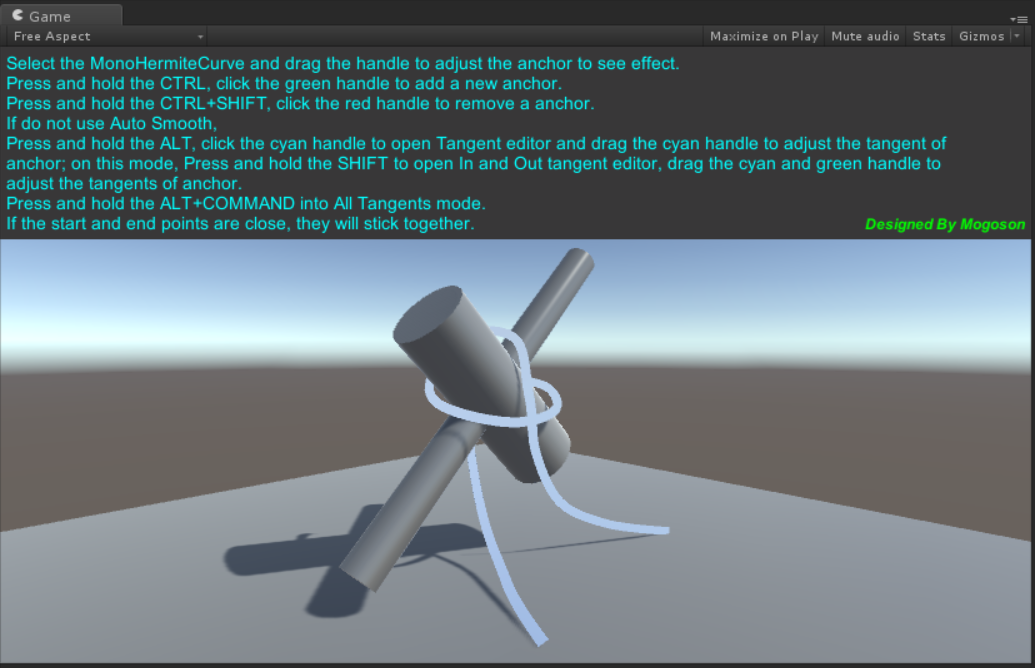 Game
Free Aspect
Maximize on Play Mute audio Stats Gizmos
Select the MonoHermiteCurve and drag the handle to adjust the anchor to see effect.
Press and hold the CTRL, click the green handle to add a new anchor.
Press and hold the CTRL+SHIFT, click the red handle to remove a anchor.
If do not use Auto Smooth,
Press and hold the ALT, click the cyan handle to open Tangent editor and drag the cyan handle to adjust the tangent of
anchor; on this mode, Press and hold the SHIFT to open In and Out tangent editor, drag the cyan and green handle to
adjust the tangents of anchor.
Press and hold the ALT+COMMAND into All Tangents mode.
If the start and end points are close, they will stick together.
Designed By Mogoson